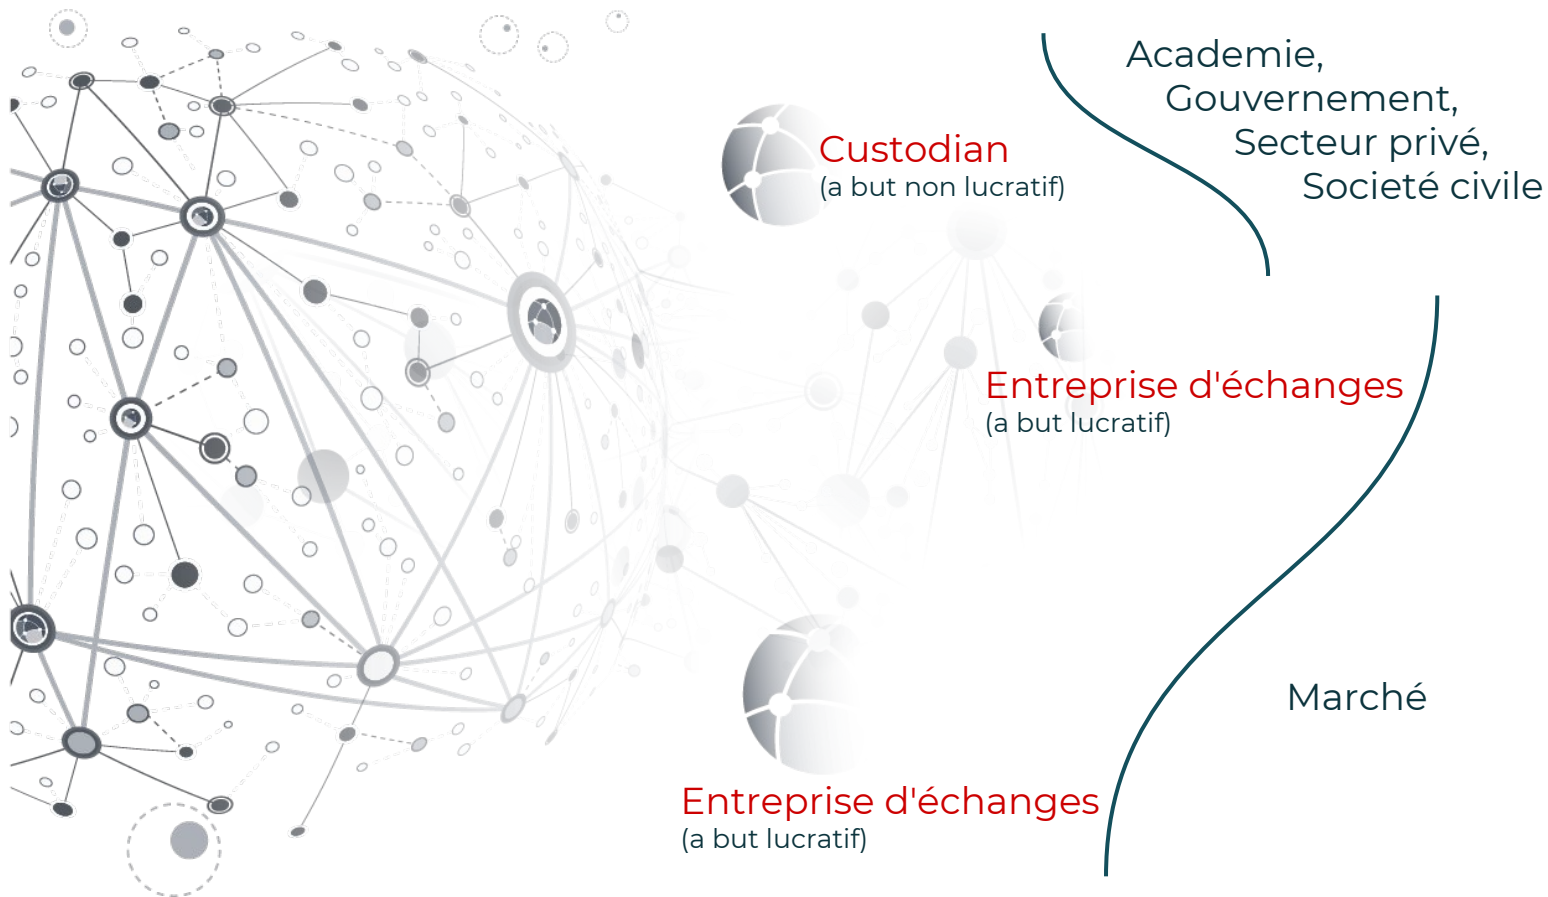 Academie,
Gouvernement,
Secteur privé,
Societé civile
Custodian
(a but non lucratif)
Entreprise d'échanges
(a but lucratif)
Marché
Entreprise d'échanges
(a but lucratif)